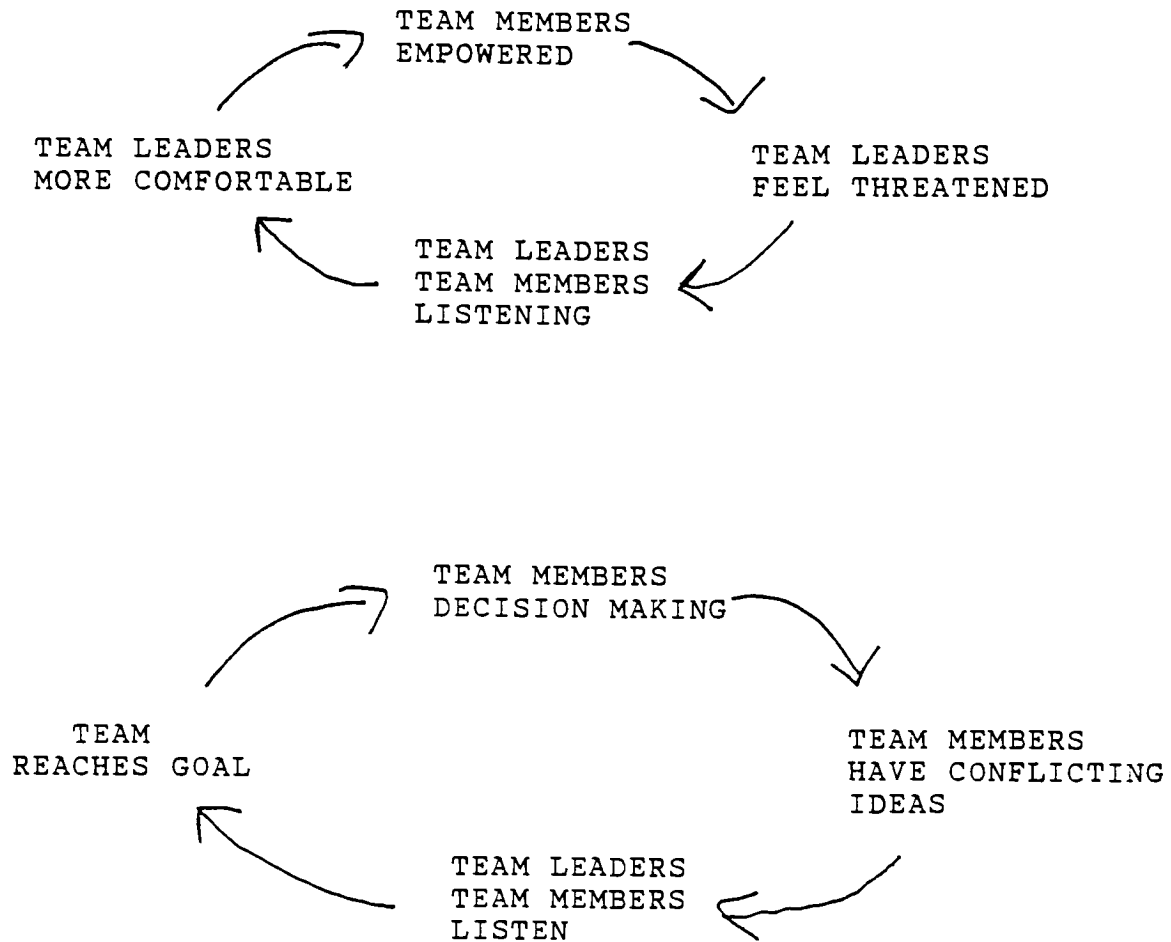 TEAM MEMBERS
EMPOWERED
TEAM LEADERS
MORE COMFORTABLE
TEAM LEADERS
FEEL THREATENED
TEAM LEADERS
TEAM MEMBERS
LISTENING
TEAM MEMBERS
DECISION MAKING
TEAM
REACHES GOAL
TEAM MEMBERS
HAVE CONFLICTING
IDEAS
TEAM LEADERS
TEAM MEMBERS
LISTEN